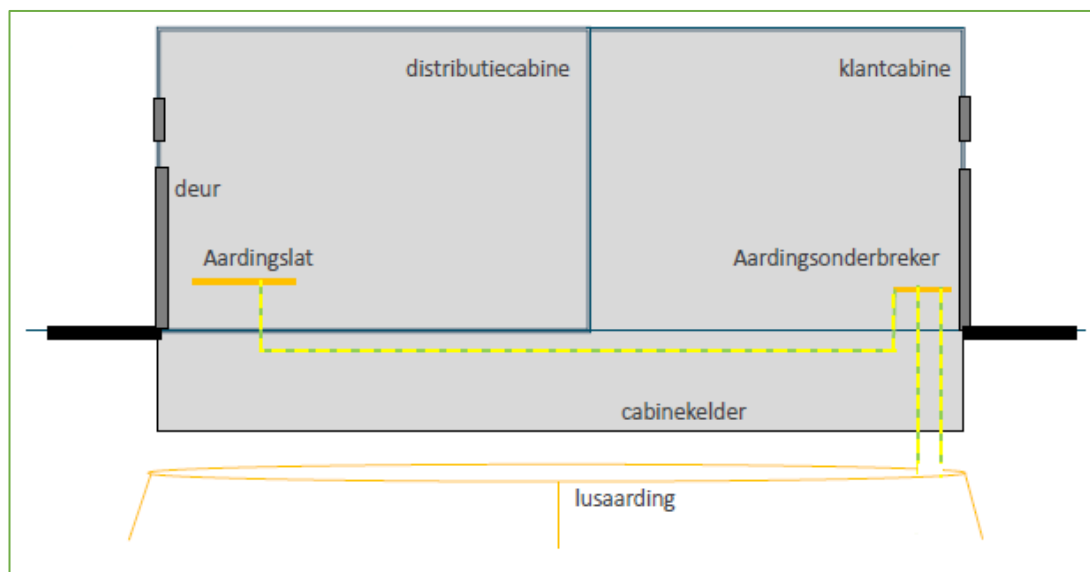 distributiecabine
klantcabine
deur
Aardingslat
Aardingsonderbreker
cabinekelder
lusaarding